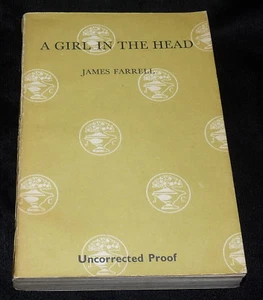 A GIRL IN THE HEAD
JAMES FARRELL
Uncorrected Proof